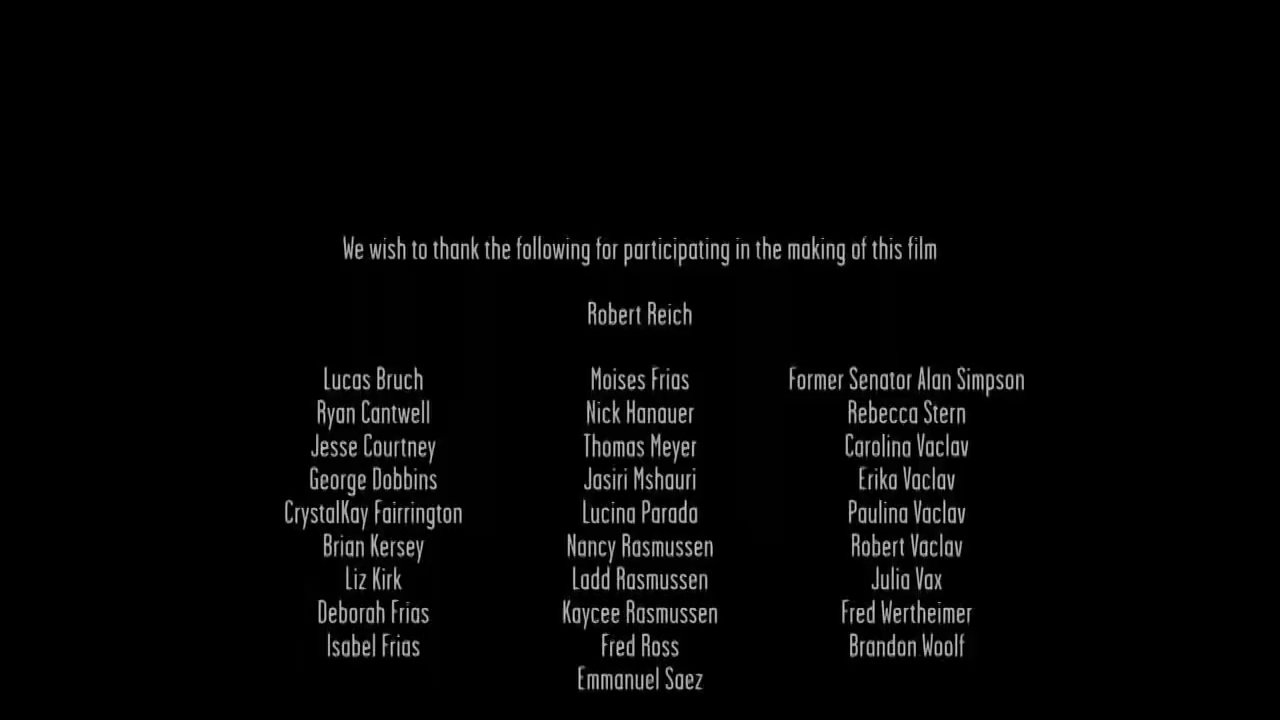 We wish to thank the following for participating in the making of this film
Robert Reich
Lucas Bruch
Ryan Cantwell
Jesse Courtney
George Dobbins
CrystalKay Fairrington
Brian Kersey
Liz Kirk
Deborah Frias
Isabel Frias
Moises Frias
Nick Hanauer
Thomas Meyer
Jasiri Mshauri
Lucina Parada
Nancy Rasmussen
Ladd Rasmussen
Kaycee Rasmussen
Fred Ross
Emmanuel Saez
Former Senator Alan Simpson
Rebecca Stern
Carolina Vaclav
Erika Vaclav
Paulina Vaclav
Robert Vaclav
Julia Vax
Fred Wertheimer
Brandon Woolf